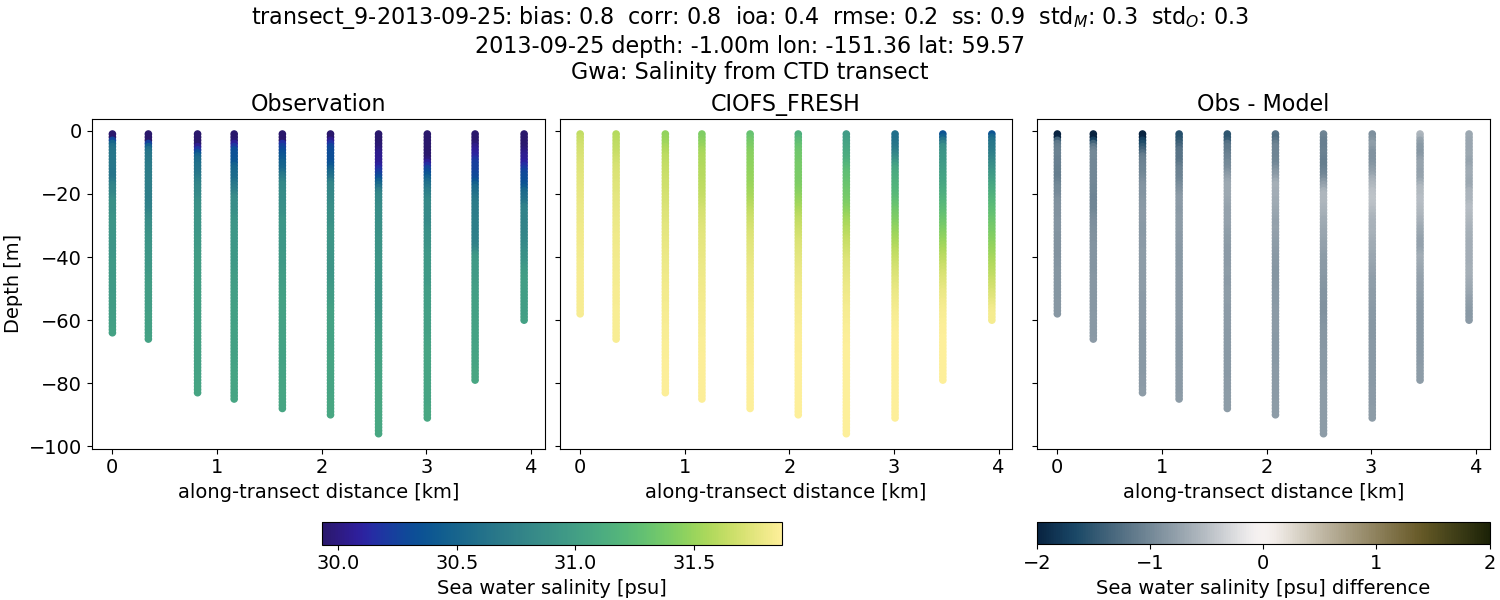 transect_9-2013-09-25: bias: 0.8  corr: 0.8  ioa: 0.4  rmse: 0.2  ss: 0.9  std_M: 0.3  std_O: 0.3
2013-09-25 depth: -1.00m lon: -151.36 lat: 59.57
Gwa: Salinity from CTD transect
Observation
CIOFS_FRESH
Obs - Model
Depth [m]
0
−20
−40
−60
−80
−100
0 1 2 3 4
0 1 2 3 4
0 1 2 3 4
along-transect distance [km]
along-transect distance [km]
along-transect distance [km]
30.0 30.5 31.0 31.5
Sea water salinity [psu]
−2 −1 0 1 2
Sea water salinity [psu] difference